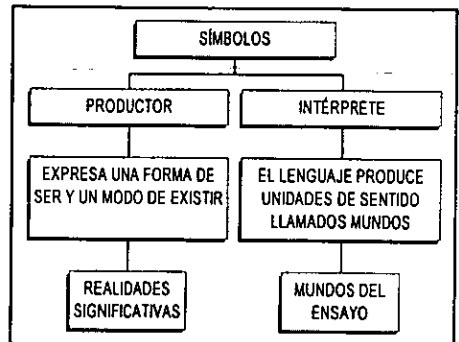 SÍMBOLOS
PRODUCTOR
INTÉRPRETE
EXPRESA UNA FORMA DE
SER Y UN MODO DE EXISTIR
EL LENGUAJE PRODUCE
UNIDADES DE SENTIDO
LLAMADOS MUNDOS
REALIDADES
SIGNIFICATIVAS
MUNDOS DEL
ENSAYO